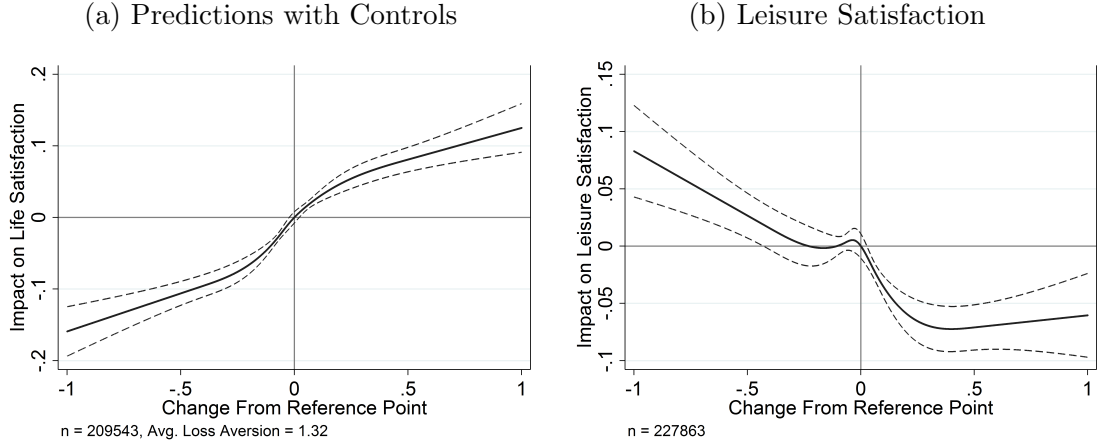 (a) Predictions with Controls
Impact on Life Satisfaction
.2
.1
0
-.1
-.2
-1
-.5
0
.5
1
Change From Reference Point
n = 209543, Avg. Loss Aversion = 1.32
(b) Leisure Satisfaction
Impact on Leisure Satisfaction
.15
.1
.05
0
-.05
-.1
-1
-.5
0
.5
1
Change From Reference Point
n = 227863